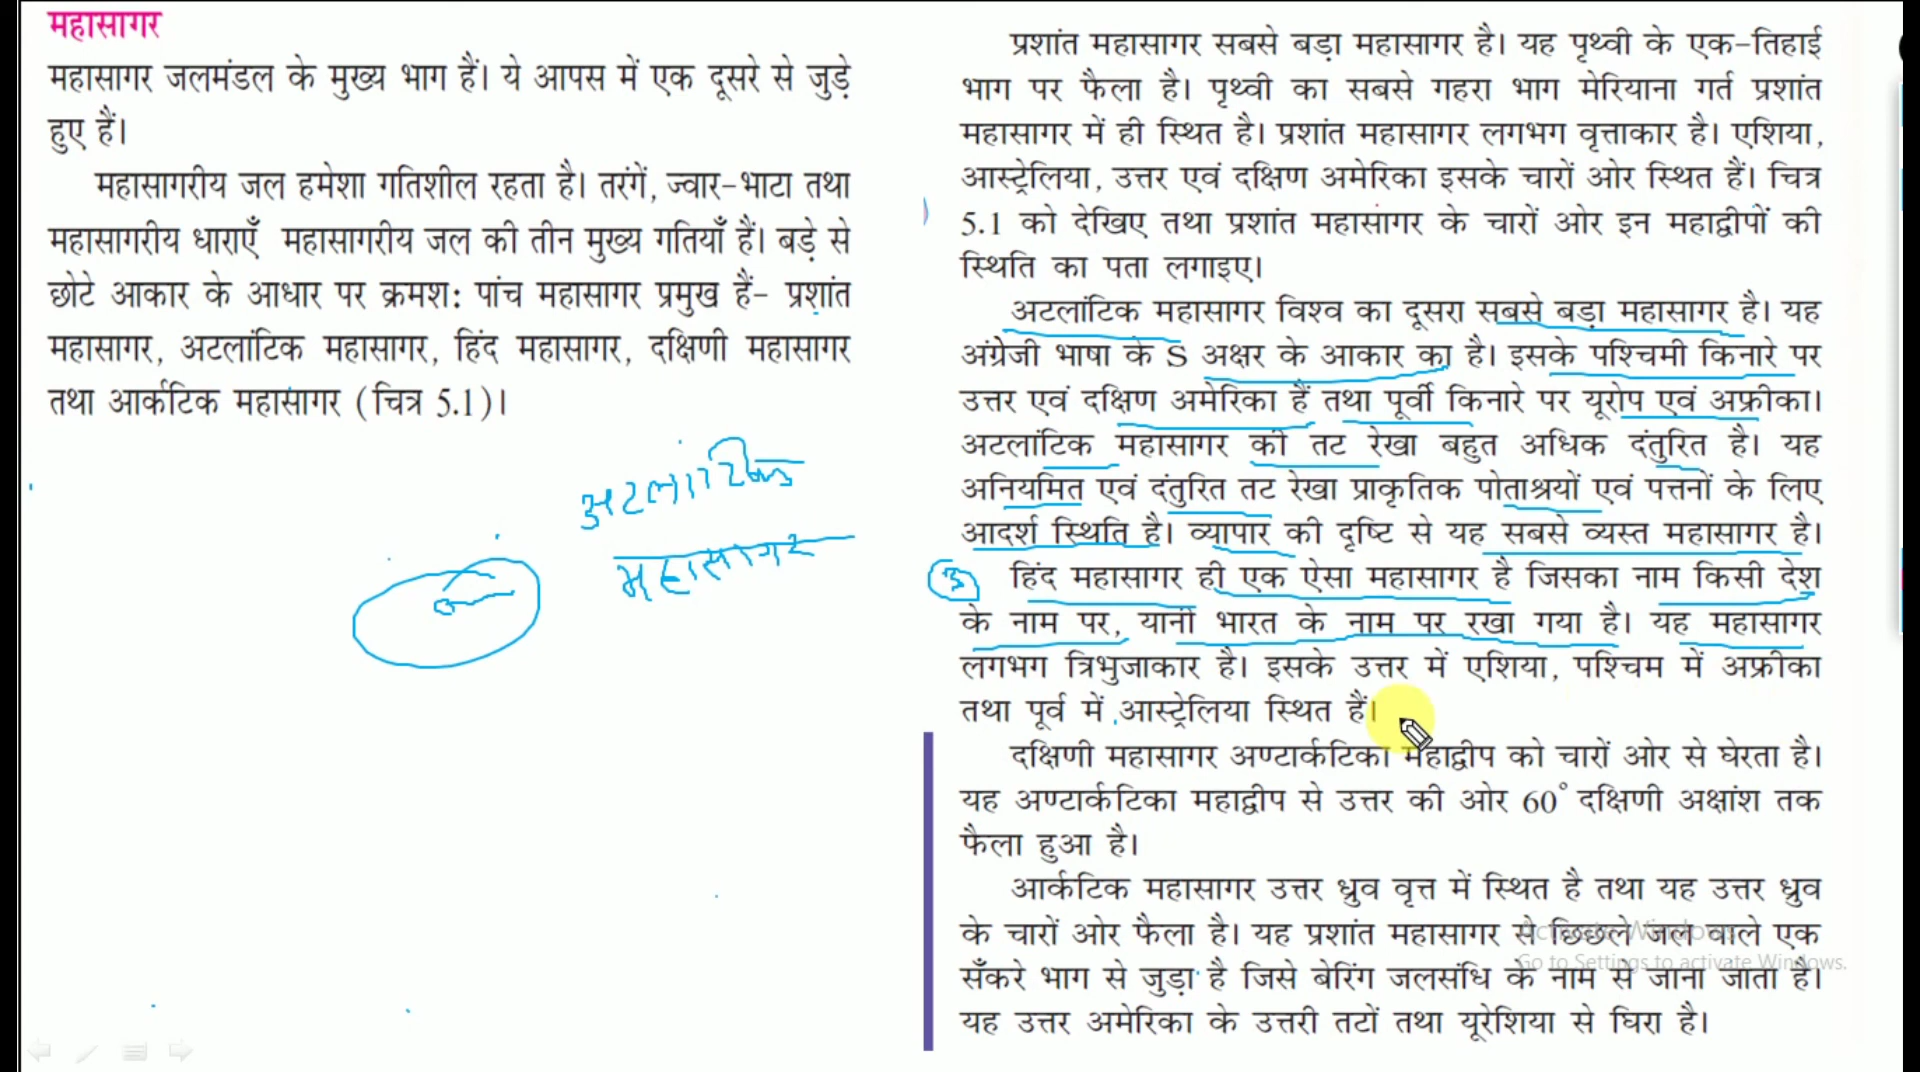 महासागर
महासागर जलमंडल के मुख्य भाग हैं। ये आपस में एक दूसरे से जुड़े
हुए हैं।
महासागरीय जल हमेशा गतिशील रहता है। तरंगें, ज्वार-भाटा तथा
महासागरीय धाराएँ महासागरीय जल की तीन मुख्य गतियाँ हैं। बड़े से
छोटे आकार के आधार पर क्रमश: पांच महासागर प्रमुख हैं- प्रशांत
महासागर, अटलांटिक महासागर, हिंद महासागर, दक्षिणी महासागर
तथा आर्कटिक महासागर (चित्र 5.1)।
अटलांटिक
महासागर
प्रशांत महासागर सबसे बड़ा महासागर है। यह पृथ्वी के एक-तिहाई
भाग पर फैला है। पृथ्वी का सबसे गहरा भाग मेरियाना गर्त प्रशांत
महासागर में ही स्थित है। प्रशांत महासागर लगभग वृत्ताकार है। एशिया,
आस्ट्रेलिया, उत्तर एवं दक्षिण अमेरिका इसके चारों ओर स्थित हैं। चित्र
5.1 को देखिए तथा प्रशांत महासागर के चारों ओर इन महाद्वीपों की
स्थिति का पता लगाइए।
अटलांटिक महासागर विश्व का दूसरा सबसे बड़ा महासागर है। यह
अंग्रेजी भाषा के S अक्षर के आकार का है। इसके पश्चिमी किनारे पर
उत्तर एवं दक्षिण अमेरिका हैं तथा पूर्वी किनारे पर यूरोप एवं अफ्रीका।
अटलांटिक महासागर की तट रेखा बहुत अधिक दंतुरित है। यह
अनियमित एवं दंतुरित तट रेखा प्राकृतिक पोताश्रयों एवं पत्तनों के लिए
आदर्श स्थिति है। व्यापार की दृष्टि से यह सबसे व्यस्त महासागर है।
3 हिंद महासागर ही एक ऐसा महासागर है जिसका नाम किसी देश
के नाम पर, यानी भारत के नाम पर रखा गया है। यह महासागर
लगभग त्रिभुजाकार है। इसके उत्तर में एशिया, पश्चिम में अफ्रीका
तथा पूर्व में आस्ट्रेलिया स्थित हैं।
दक्षिणी महासागर अण्टार्कटिका महाद्वीप को चारों ओर से घेरता है।
यह अण्टार्कटिका महाद्वीप से उत्तर की ओर 60° दक्षिणी अक्षांश तक
फैला हुआ है।
आर्कटिक महासागर उत्तर ध्रुव वृत्त में स्थित है तथा यह उत्तर ध्रुव
के चारों ओर फैला है। यह प्रशांत महासागर से छिछले जल वाले एक
सँकरे भाग से जुड़ा है जिसे बेरिंग जलसंधि के नाम से जाना जाता है।
यह उत्तर अमेरिका के उत्तरी तटों तथा यूरेशिया से घिरा है।
Activate Windows
Go to Settings to activate Windows.